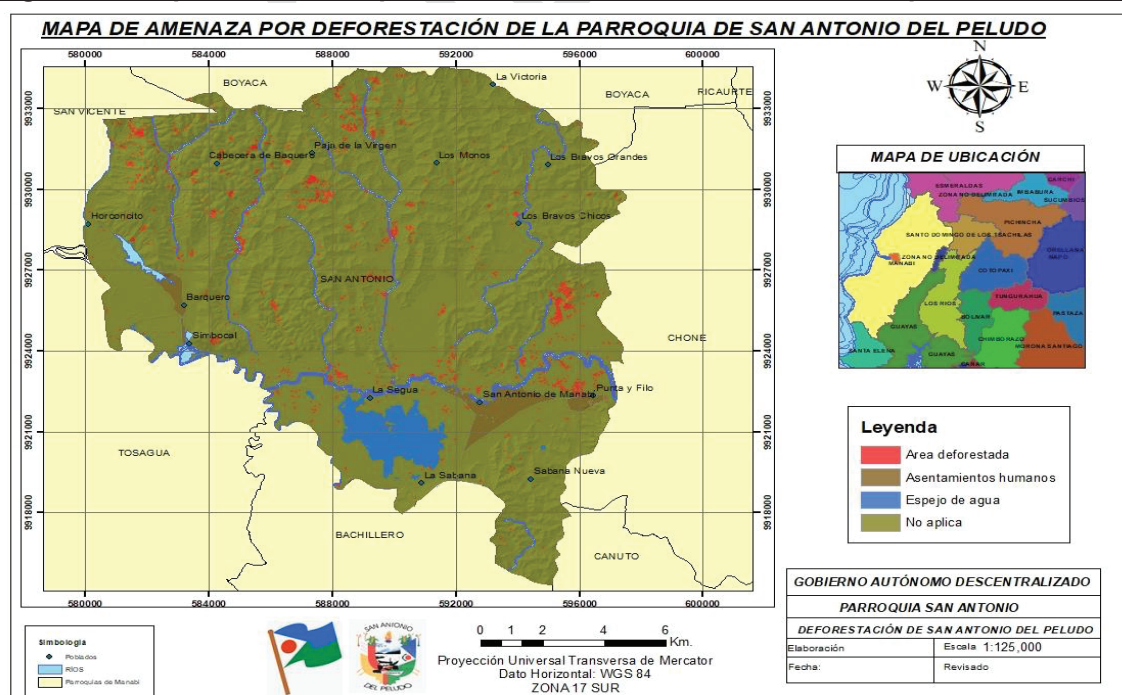 MAPA DE AMENAZA POR DEFORESTACIÓN DE LA PARROQUIA DE SAN ANTONIO DEL PELUDO
580000 584000 588000 592000 596000 600000
9933000
9930000
9927000
9924000
9921000
9918000
BOYACA
La Victoria
BOYACA
RICAURTE
SAN VICENTE
Cabecera de Baquero
Paja de la Virgen
Los Monos
Los Bravos Grandes
Horconcito
Los Bravos Chicos
SAN ANTONIO
Barquero
Simbocal
CHONE
La Segua
San Antonio de Manabi
Punta y Filo
TOSAGUA
La Sabana
Sabana Nueva
BACHILLERO
CANUTO
9933000
9930000
9927000
9924000
9921000
9918000
580000 584000 588000 592000 596000 600000
N
W E
S
MAPA DE UBICACIÓN
ESMERALDAS
CARCHI
ZONA NO DELIMITADA
IMBABURA
SUCUMBIOS
PICHINCHA
SANTO DOMINGO DE LOS TSACHILAS
ORELLANA
NAPO
ZONA NO DELIMITADA
MANABI
COTOPAXI
TUNGURAHUA
LOS RIOS
PASTAZA
BOLIVAR
GUAYAS
CHIMBORAZO
MORONA SANTIAGO
SANTA ELENA
GUAYAS
CAÑAR
Leyenda
Area deforestada
Asentamientos humanos
Espejo de agua
No aplica
GOBIERNO AUTÓNOMO DESCENTRALIZADO
PARROQUIA SAN ANTONIO
DEFORESTACIÓN DE SAN ANTONIO DEL PELUDO
Elaboración Escala 1:125,000
Fecha: Revisado
Simbología
Poblados
RÍOS
Parroquias de Manabí
SAN ANTONIO
DEL PELUDO
0 1 2 4 6
Km.
Proyección Universal Transversa de Mercator
Dato Horizontal: WGS 84
ZONA 17 SUR